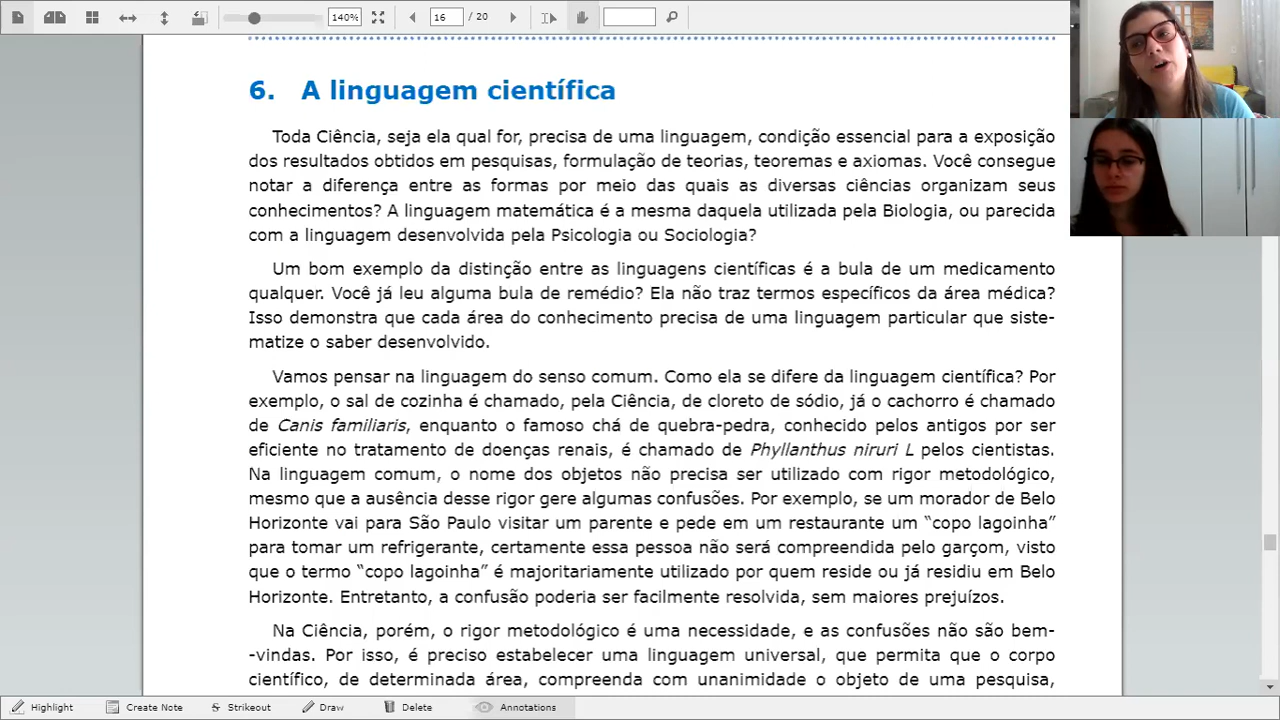 140%
16 / 20
6. A linguagem científica
Toda Ciência, seja ela qual for, precisa de uma linguagem, condição essencial para a exposição
dos resultados obtidos em pesquisas, formulação de teorias, teoremas e axiomas. Você consegue
notar a diferença entre as formas por meio das quais as diversas ciências organizam seus
conhecimentos? A linguagem matemática é a mesma daquela utilizada pela Biologia, ou parecida
com a linguagem desenvolvida pela Psicologia ou Sociologia?
Um bom exemplo da distinção entre as linguagens científicas é a bula de um medicamento
qualquer. Você já leu alguma bula de remédio? Ela não traz termos específicos da área médica?
Isso demonstra que cada área do conhecimento precisa de uma linguagem particular que siste-
matize o saber desenvolvido.
Vamos pensar na linguagem do senso comum. Como ela se difere da linguagem científica? Por
exemplo, o sal de cozinha é chamado, pela Ciência, de cloreto de sódio, já o cachorro é chamado
de Canis familiaris, enquanto o famoso chá de quebra-pedra, conhecido pelos antigos por ser
eficiente no tratamento de doenças renais, é chamado de Phyllanthus niruri L pelos cientistas.
Na linguagem comum, o nome dos objetos não precisa ser utilizado com rigor metodológico,
mesmo que a ausência desse rigor gere algumas confusões. Por exemplo, se um morador de Belo
Horizonte vai para São Paulo visitar um parente e pede em um restaurante um “copo lagoinha”
para tomar um refrigerante, certamente essa pessoa não será compreendida pelo garçom, visto
que o termo “copo lagoinha” é majoritariamente utilizado por quem reside ou já residiu em Belo
Horizonte. Entretanto, a confusão poderia ser facilmente resolvida, sem maiores prejuízos.
Na Ciência, porém, o rigor metodológico é uma necessidade, e as confusões não são bem-
-vindas. Por isso, é preciso estabelecer uma linguagem universal, que permita que o corpo
científico, de determinada área, compreenda com unanimidade o objeto de uma pesquisa,
Highlight Create Note Strikeout Draw Delete Annotations